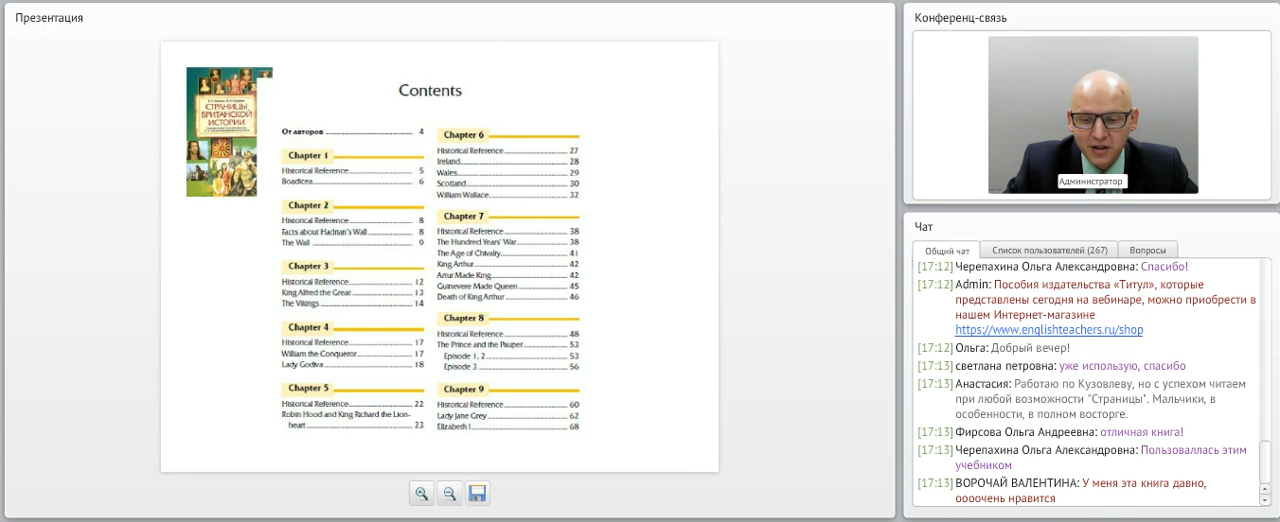 Презентация
СТРАНИЦЫ
БРИТАНСКОЙ
ИСТОРИИ
Contents
От авторов ........ 4
Chapter 1
Historical Reference........ 5
Boadicea........ 6
Chapter 2
Historical Reference........ 8
Facts about Hadrian's Wall ........ 8
The Wall ........ 9
Chapter 3
Historical Reference........ 12
King Alfred the Great........ 13
The Vikings ........ 14
Chapter 4
Historical Reference........ 17
William the Conqueror........ 17
Lady Godiva ........ 18
Chapter 5
Historical Reference........ 22
Robin Hood and King Richard the Lion-
heart........ 23
Chapter 6
Historical Reference........ 27
Ireland........ 28
Wales........ 29
Scotland........ 30
William Wallace........ 32
Chapter 7
Historical Reference........ 38
The Hundred Years' War........ 38
The Age of Chivalry........ 41
King Arthur........ 42
Artur Made King........ 42
Guinevere Made Queen........ 45
Death of King Arthur........ 46
Chapter 8
Historical Reference........ 48
The Prince and the Pauper........ 53
Episode 1, 2........ 53
Episode 3........ 56
Chapter 9
Historical Reference........ 60
Lady Jane Grey........ 62
Elizabeth I........ 68
Конференц-связь
Администратор
Чат
Общий чат Список пользователей (267) Вопросы
[17:12] Черепахина Ольга Александровна: Спасибо!
[17:12] Admin: Пособия издательства «Титул», которые
представлены сегодня на вебинаре, можно приобрести в
нашем Интернет-магазине
https://www.englishteachers.ru/shop
[17:12] Ольга: Добрый вечер!
[17:13] светлана петровна: уже использую, спасибо
[17:13] Анастасия: Работаю по Кузовлеву, но с успехом читаем
при любой возможности "Страницы". Мальчики, в
особенности, в полном восторге.
[17:13] Фирсова Ольга Андреевна: отличная книга!
[17:13] Черепахина Ольга Александровна: Пользоваллась этим
учебником
[17:13] ВОРОЧАЙ ВАЛЕНТИНА: У меня эта книга давно,
оооочень нравится